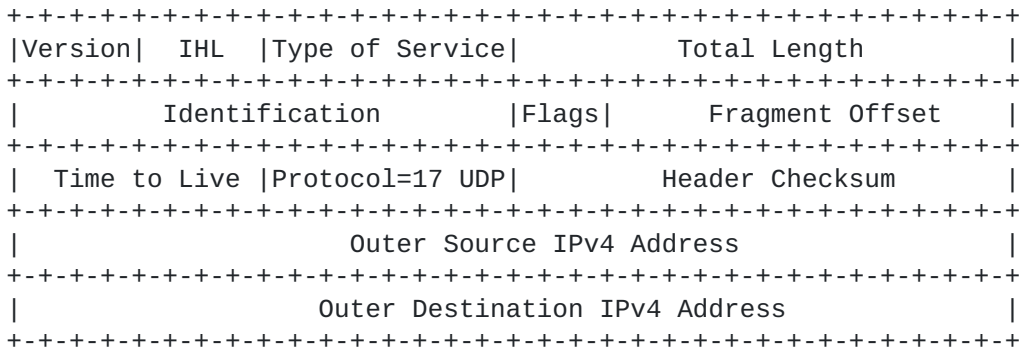 +-+-+-+-+-+-+-+-+-+-+-+-+-+-+-+-+-+-+-+-+-+-+-+-+-+-+-+-+-+-+-+-+
|Version|  IHL  |Type of Service|          Total Length         |
+-+-+-+-+-+-+-+-+-+-+-+-+-+-+-+-+-+-+-+-+-+-+-+-+-+-+-+-+-+-+-+-+
|         Identification        |Flags|      Fragment Offset    |
+-+-+-+-+-+-+-+-+-+-+-+-+-+-+-+-+-+-+-+-+-+-+-+-+-+-+-+-+-+-+-+-+
|  Time to Live |Protocol=17 UDP|         Header Checksum       |
+-+-+-+-+-+-+-+-+-+-+-+-+-+-+-+-+-+-+-+-+-+-+-+-+-+-+-+-+-+-+-+-+
|                     Outer Source IPv4 Address                 |
+-+-+-+-+-+-+-+-+-+-+-+-+-+-+-+-+-+-+-+-+-+-+-+-+-+-+-+-+-+-+-+-+
|                   Outer Destination IPv4 Address              |
+-+-+-+-+-+-+-+-+-+-+-+-+-+-+-+-+-+-+-+-+-+-+-+-+-+-+-+-+-+-+-+-+